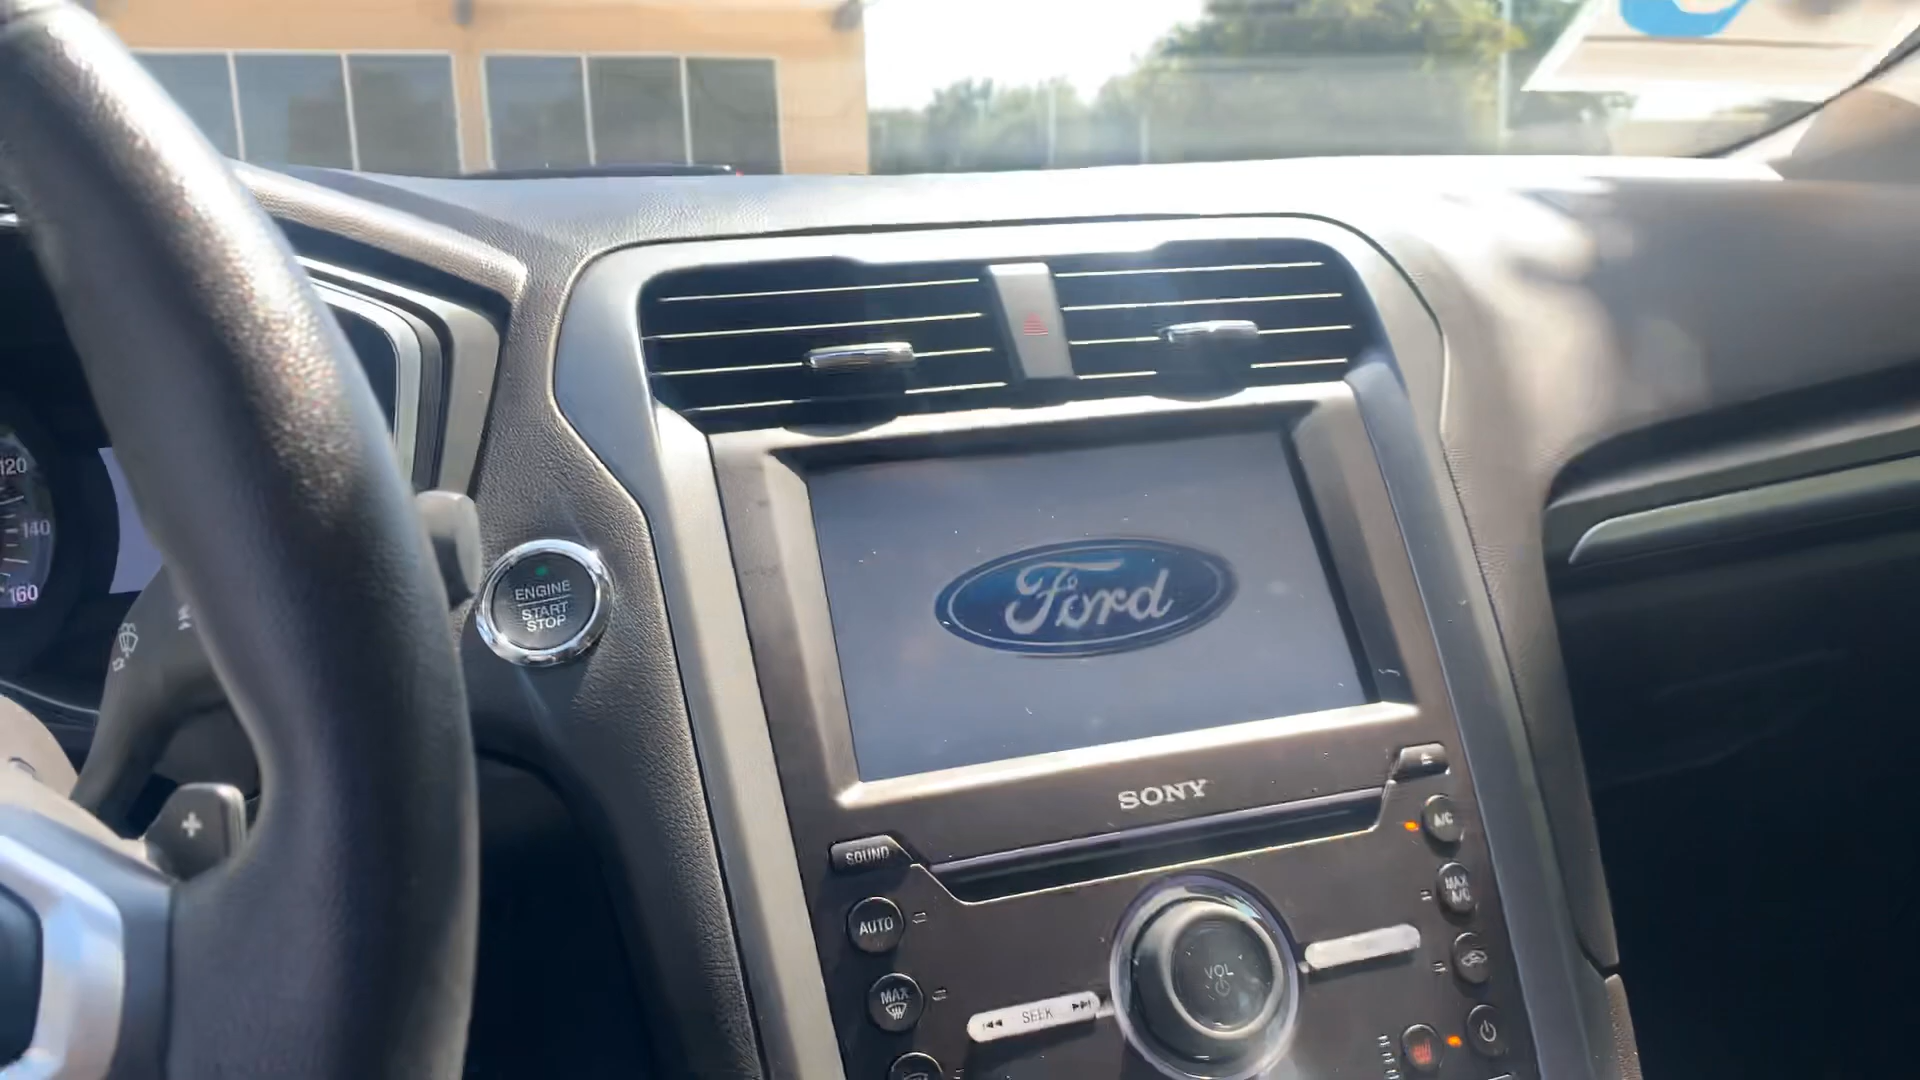 120
140
160
ENGINE
START
STOP
Ford
SONY
SOUND
A/C
MAX
A/C
AUTO
MAX
VOL
SEEK
+